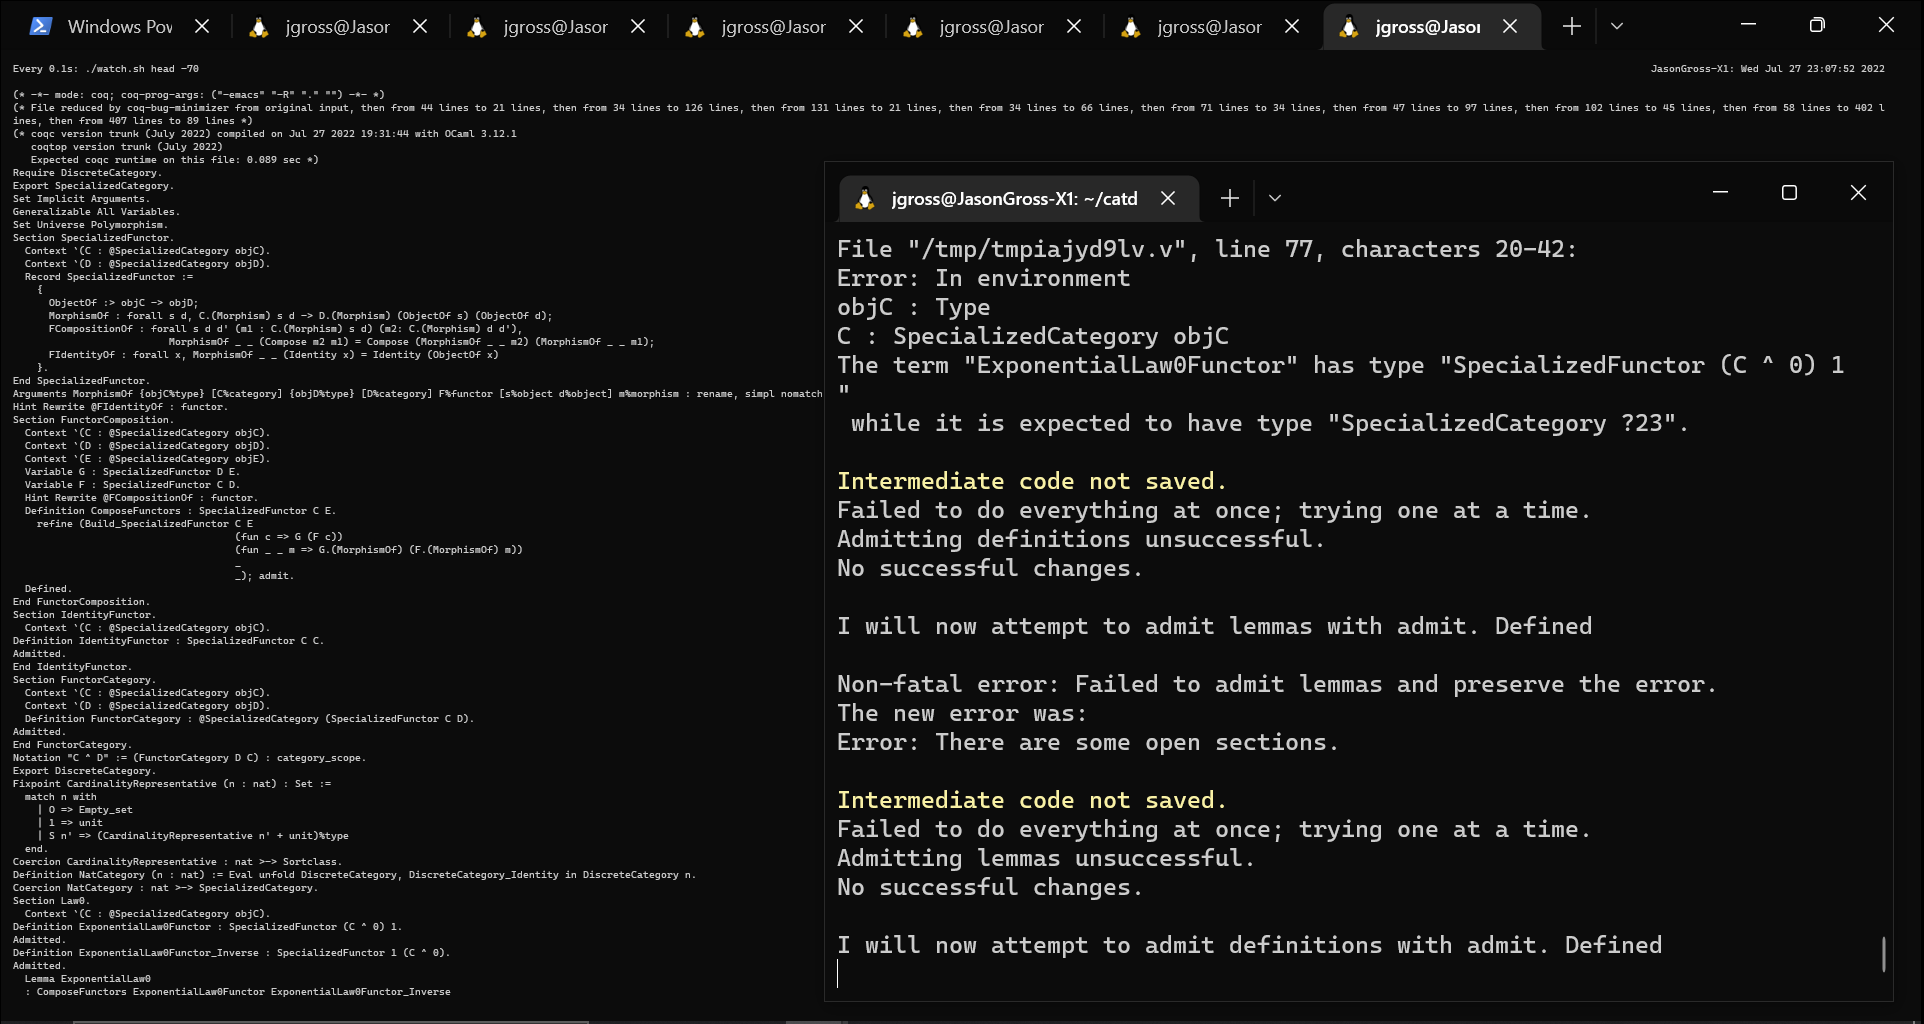 Windows Pov
jgross@Jasor
jgross@Jasor
jgross@Jasor
jgross@Jasor
jgross@Jasor
jgross@Jasor
Every 0.1s: ./watch.sh head -70
JasonGross-X1: Wed Jul 27 23:07:52 2022
(* -*- mode: coq; coq-prog-args: ("-emacs" "-R" "." "") -*- *)
(* File reduced by coq-bug-minimizer from original input, then from 44 lines to 21 lines, then from 34 lines to 126 lines, then from 131 lines to 21 lines, then from 34 lines to 66 lines, then from 71 lines to 34 lines, then from 47 lines to 97 lines, then from 102 lines to 45 lines, then from 58 lines to 402 l
ines, then from 407 lines to 89 lines *)
(* coqc version trunk (July 2022) compiled on Jul 27 2022 19:31:44 with OCaml 3.12.1
   coqtop version trunk (July 2022)
   Expected coqc runtime on this file: 0.089 sec *)
Require DiscreteCategory.
Export SpecializedCategory.
Set Implicit Arguments.
Generalizable All Variables.
Set Universe Polymorphism.
Section SpecializedFunctor.
  Context `(C : @SpecializedCategory objC).
  Context `(D : @SpecializedCategory objD).
  Record SpecializedFunctor :=
    {
      ObjectOf :> objC -> objD;
      MorphismOf : forall s d, C.(Morphism) s d -> D.(Morphism) (ObjectOf s) (ObjectOf d);
      FCompositionOf : forall s d d' (m1 : C.(Morphism) s d) (m2: C.(Morphism) d d'),
                          MorphismOf _ _ (Compose m2 m1) = Compose (MorphismOf _ _ m2) (MorphismOf _ _ m1);
      FIdentityOf : forall x, MorphismOf _ _ (Identity x) = Identity (ObjectOf x)
    }.
End SpecializedFunctor.
Arguments MorphismOf {objC%type} [C%category] {objD%type} [D%category] F%functor [s%object d%object] m%morphism : rename, simpl nomatch
Hint Rewrite @FIdentityOf : functor.
Section FunctorComposition.
  Context `(C : @SpecializedCategory objC).
  Context `(D : @SpecializedCategory objD).
  Context `(E : @SpecializedCategory objE).
  Variable G : SpecializedFunctor D E.
  Variable F : SpecializedFunctor C D.
  Hint Rewrite @FCompositionOf : functor.
  Definition ComposeFunctors : SpecializedFunctor C E.
    refine (Build_SpecializedFunctor C E
                                     (fun c => G (F c))
                                     (fun _ _ m => G.(MorphismOf) (F.(MorphismOf) m))
                                     _
                                     _); admit.
  Defined.
End FunctorComposition.
Section IdentityFunctor.
  Context `(C : @SpecializedCategory objC).
Definition IdentityFunctor : SpecializedFunctor C C.
Admitted.
End IdentityFunctor.
Section FunctorCategory.
  Context `(C : @SpecializedCategory objC).
  Context `(D : @SpecializedCategory objD).
  Definition FunctorCategory : @SpecializedCategory (SpecializedFunctor C D).
Admitted.
End FunctorCategory.
Notation "C ^ D" := (FunctorCategory D C) : category_scope.
Export DiscreteCategory.
Fixpoint CardinalityRepresentative (n : nat) : Set :=
  match n with
    | O => Empty_set
    | 1 => unit
    | S n' => (CardinalityRepresentative n' + unit)%type
  end.
Coercion CardinalityRepresentative : nat >-> Sortclass.
Definition NatCategory (n : nat) := Eval unfold DiscreteCategory, DiscreteCategory_Identity in DiscreteCategory n.
Coercion NatCategory : nat >-> SpecializedCategory.
Section Law0.
  Context `(C : @SpecializedCategory objC).
Definition ExponentialLaw0Functor : SpecializedFunctor (C ^ 0) 1.
Admitted.
Definition ExponentialLaw0Functor_Inverse : SpecializedFunctor 1 (C ^ 0).
Admitted.
  Lemma ExponentialLaw0
  : ComposeFunctors ExponentialLaw0Functor ExponentialLaw0Functor_Inverse
jgross@JasonGross-X1: ~/catd
File "/tmp/tmpiajyd9lv.v", line 77, characters 20-42:
Error: In environment
objC : Type
C : SpecializedCategory objC
The term "ExponentialLaw0Functor" has type "SpecializedFunctor (C ^ 0) 1
"
 while it is expected to have type "SpecializedCategory ?23".
Intermediate code not saved.
Failed to do everything at once; trying one at a time.
Admitting definitions unsuccessful.
No successful changes.
I will now attempt to admit lemmas with admit. Defined
Non-fatal error: Failed to admit lemmas and preserve the error.
The new error was:
Error: There are some open sections.
Intermediate code not saved.
Failed to do everything at once; trying one at a time.
Admitting lemmas unsuccessful.
No successful changes.
I will now attempt to admit definitions with admit. Defined